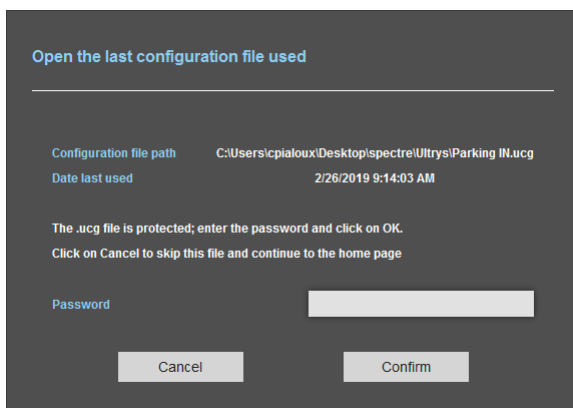 Open the last configuration file used
Configuration file path C:\Users\cpialoux\Desktop\spectre\Ultrys\Parking IN.ucg
Date last used 2/26/2019 9:14:03 AM
The .ucg file is protected; enter the password and click on OK.
Click on Cancel to skip this file and continue to the home page
Password
Cancel Confirm